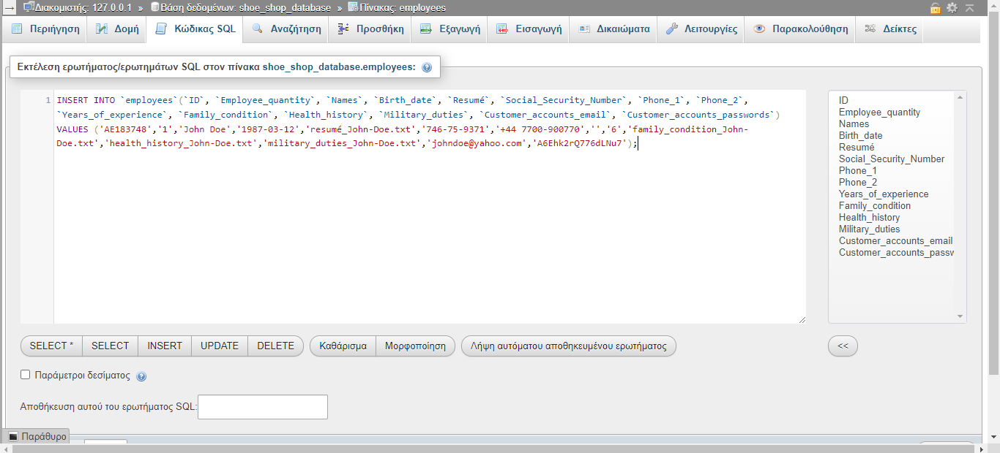 Διακομιστής: 127.0.0.1 » Βάση δεδομένων: shoe_shop_database » Πίνακας: employees
Περιήγηση Δομή Κώδικας SQL Αναζήτηση Προσθήκη Εξαγωγή Εισαγωγή Δικαιώματα Λειτουργίες Παρακολούθηση Δείκτες
Εκτέλεση ερωτήματος/ερωτημάτων SQL στον πίνακα shoe_shop_database.employees:
1 INSERT INTO `employees`(`ID`, `Employee_quantity`, `Names`, `Birth_date`, `Resumé`, `Social_Security_Number`, `Phone_1`, `Phone_2`,
`Years_of_experience`, `Family_condition`, `Health_history`, `Military_duties`, `Customer_accounts_email`, `Customer_accounts_passwords`)
VALUES ('AE183748','1','John Doe','1987-03-12','resumé_John-Doe.txt','746-75-9371','+44 7700-900770','','6','family_condition_John-
Doe.txt','health_history_John-Doe.txt','military_duties_John-Doe.txt','johndoe@yahoo.com','A6Ehk2rQ776dLNu7');
ID
Employee_quantity
Names
Birth_date
Resumé
Social_Security_Number
Phone_1
Phone_2
Years_of_experience
Family_condition
Health_history
Military_duties
Customer_accounts_email
Customer_accounts_passw
SELECT * SELECT INSERT UPDATE DELETE Καθάρισμα Μορφοποίηση Λήψη αυτόματου αποθηκευμένου ερωτήματος <<
Παράμετροι δεσίματος
Αποθήκευση αυτού του ερωτήματος SQL:
Παράθυρο